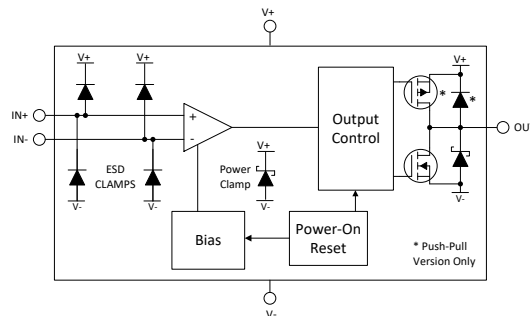 V+
V+
V+
V+
*
*
IN+
+
Output
Control
OU
IN-
-
ESD
CLAMPS
Power
Clamp
V+
V-
V-
V-
V-
Bias
Power-On
Reset
* Push-Pull
Version Only
V-